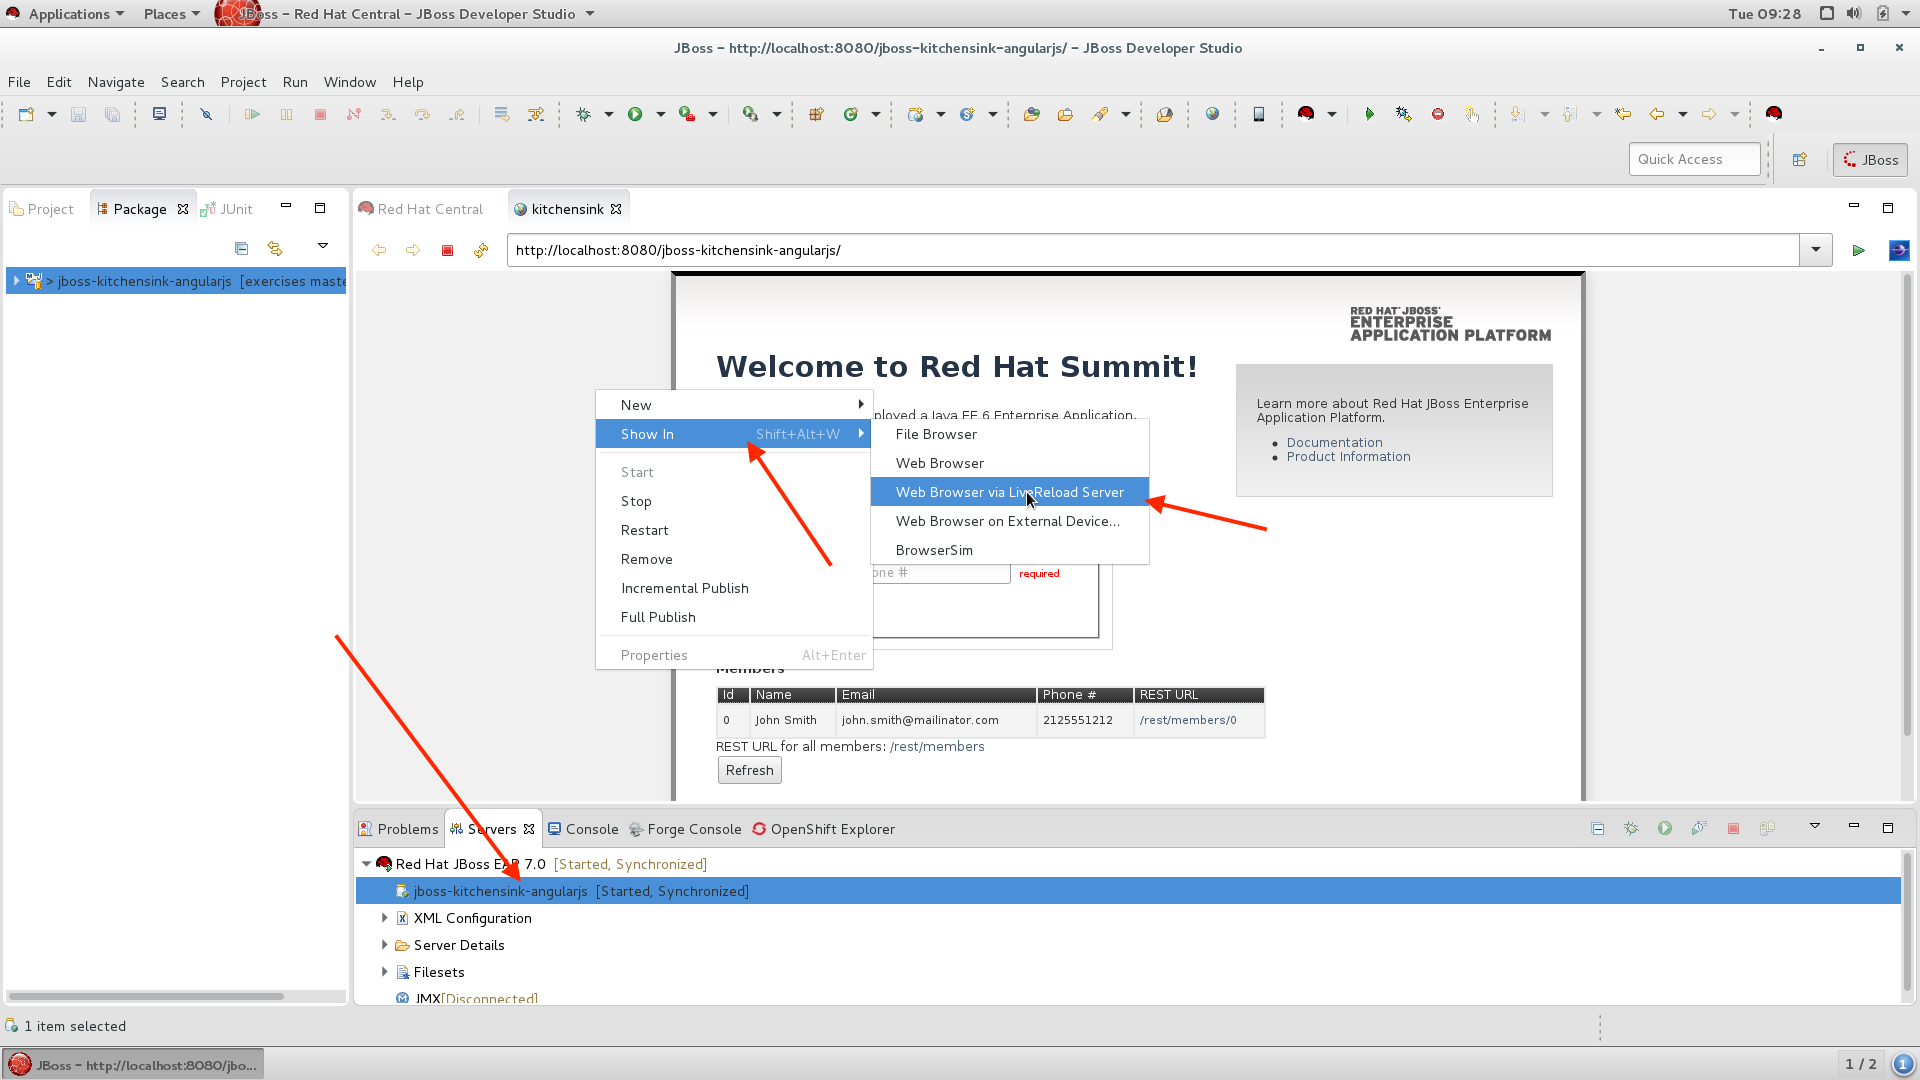 Applications Places JBoss – Red Hat Central – JBoss Developer Studio Tue 09:28
JBoss – http://localhost:8080/jboss-kitchensink-angularjs/ – JBoss Developer Studio
File Edit Navigate Search Project Run Window Help
Quick Access JBoss
Project Package JUnit
> jboss-kitchensink-angularjs [exercises maste
Red Hat Central kitchensink
http://localhost:8080/jboss-kitchensink-angularjs/
RED HAT JBOSS
ENTERPRISE
APPLICATION PLATFORM
Welcome to Red Hat Summit!
ployed a Java EE 6 Enterprise Application.
Learn more about Red Hat JBoss Enterprise
Application Platform.
Documentation
Product Information
New
Show In Shift+Alt+W
Start
Stop
Restart
Remove
Incremental Publish
Full Publish
Properties Alt+Enter
File Browser
Web Browser
Web Browser via LiveReload Server
Web Browser on External Device...
BrowserSim
one # required
Members
Id Name Email Phone # REST URL
0 John Smith john.smith@mailinator.com 2125551212 /rest/members/0
REST URL for all members: /rest/members
Refresh
Problems Servers Console Forge Console OpenShift Explorer
Red Hat JBoss EAP 7.0 [Started, Synchronized]
jboss-kitchensink-angularjs [Started, Synchronized]
XML Configuration
Server Details
Filesets
JMX[Disconnected]
1 item selected
JBoss – http://localhost:8080/jbo... 1 / 2 1